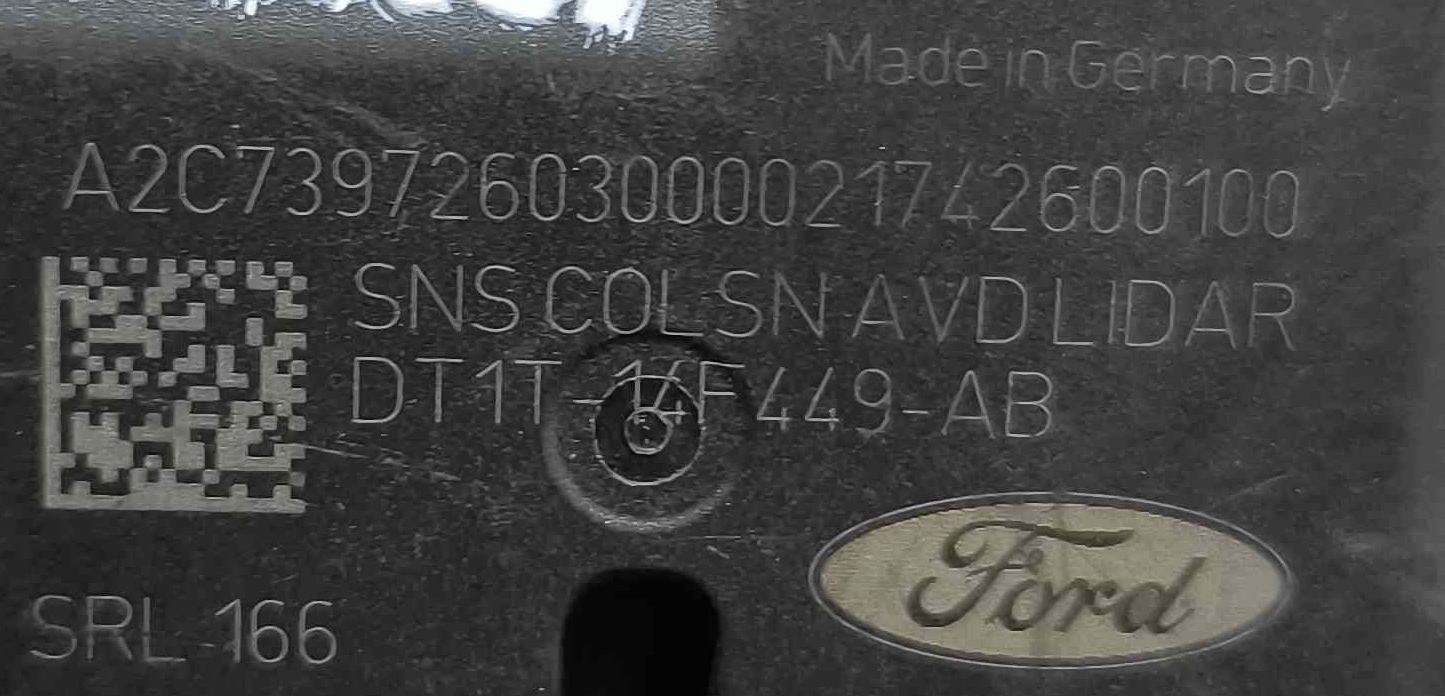 Made in Germany
A2C73972603000021742600100
SNS COLSN AVD LIDAR
DT1T-14F449-AB
Ford
SRL 166